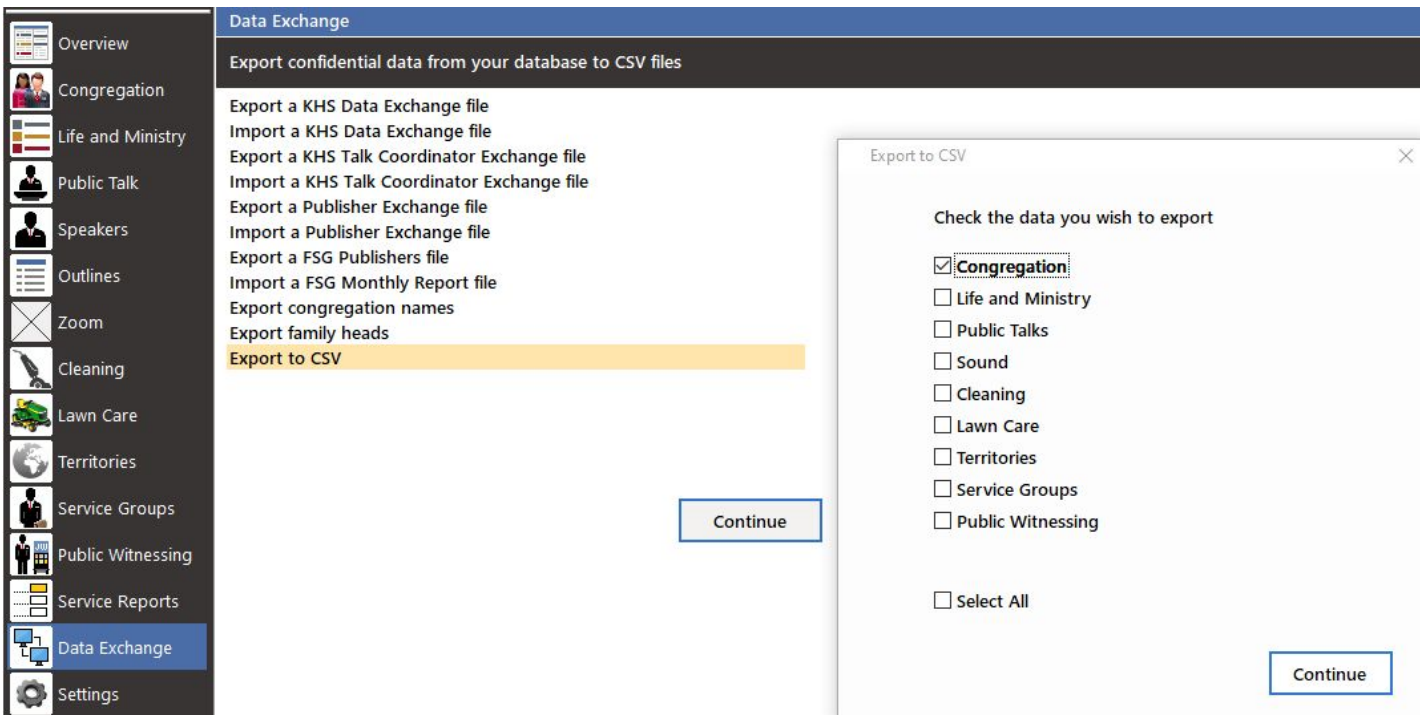 Overview
Congregation
Life and Ministry
Public Talk
Speakers
Outlines
Zoom
Cleaning
Lawn Care
Territories
Service Groups
Public Witnessing
Service Reports
Data Exchange
Settings
Data Exchange
Export confidential data from your database to CSV files
Export a KHS Data Exchange file
Import a KHS Data Exchange file
Export a KHS Talk Coordinator Exchange file
Import a KHS Talk Coordinator Exchange file
Export a Publisher Exchange file
Import a Publisher Exchange file
Export a FSG Publishers file
Import a FSG Monthly Report file
Export congregation names
Export family heads
Export to CSV
Continue
Export to CSV
Check the data you wish to export
Congregation
Life and Ministry
Public Talks
Sound
Cleaning
Lawn Care
Territories
Service Groups
Public Witnessing
Select All
Continue